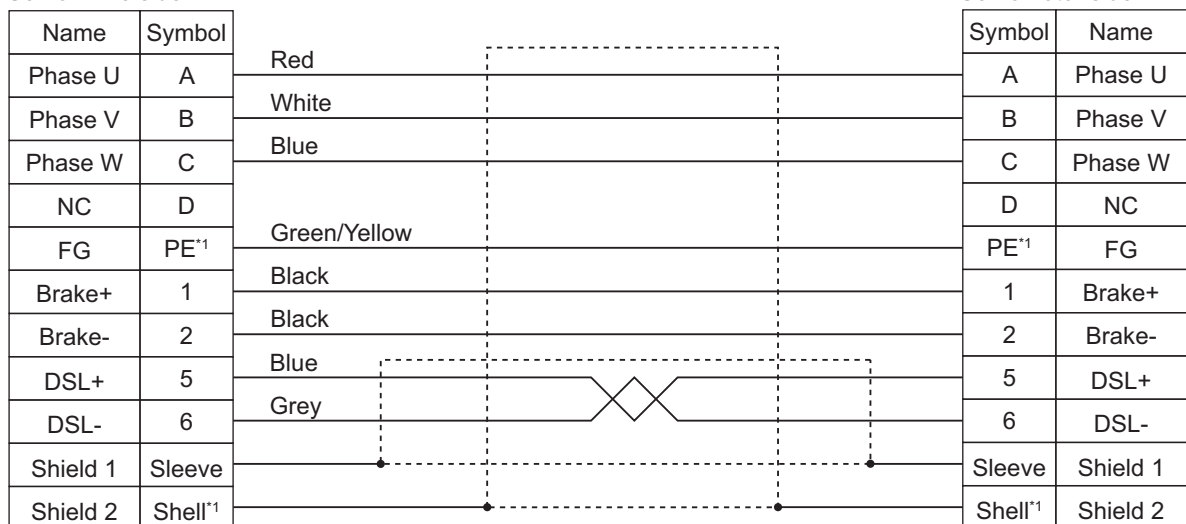 Name Symbol Symbol Name
Phase U A Red A Phase U
Phase V B White B Phase V
Phase W C Blue C Phase W
NC D D NC
FG PE*1 Green/Yellow PE*1 FG
Brake+ 1 Black 1 Brake+
Brake- 2 Black 2 Brake-
DSL+ 5 Blue 5 DSL+
DSL- 6 Grey 6 DSL-
Shield 1 Sleeve Sleeve Shield 1
Shield 2 Shell*1 Shell*1 Shield 2